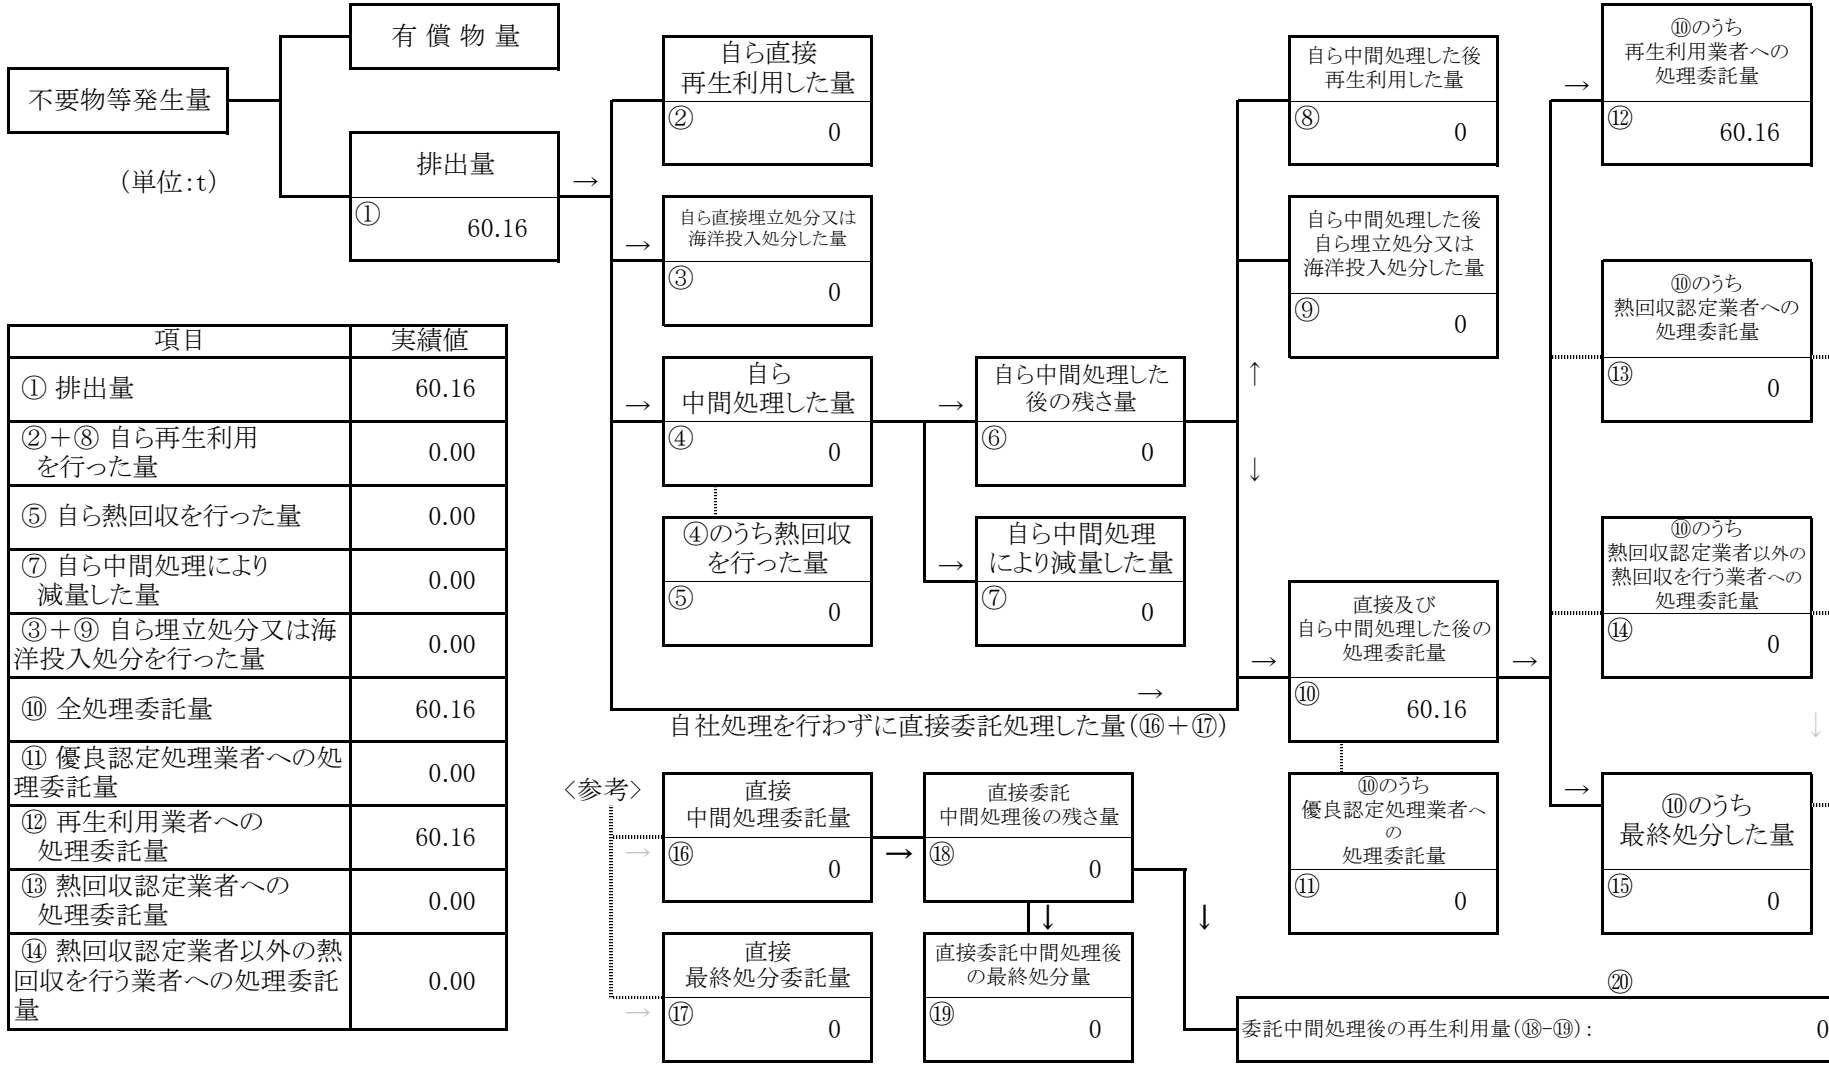 有 償 物 量
不要物等発生量
(単位:t)
排出量
①
60.16
→
自ら直接
再生利用した量
②
0
→
自ら直接埋立処分又は
海洋投入処分した量
③
0
→
自ら
中間処理した量
④
0
④のうち熱回収
を行った量
⑤
0
→
自ら中間処理した
後の残さ量
⑥
0
→
自ら中間処理
により減量した量
⑦
0
自ら中間処理した後
再生利用した量
⑧
0
自ら中間処理した後
自ら埋立処分又は
海洋投入処分した量
⑨
0
↑
↓
→
自社処理を行わずに直接委託処理した量(⑯+⑰)
→
直接及び
自ら中間処理した後の
処理委託量
⑩
60.16
⑩のうち
優良認定処理業者へ
の
処理委託量
⑪
0
→
→
⑩のうち
再生利用業者への
処理委託量
⑫
60.16
⑩のうち
熱回収認定業者への
処理委託量
⑬
0
⑩のうち
熱回収認定業者以外の
熱回収を行う業者への
処理委託量
⑭
0
↓
→
⑩のうち
最終処分した量
⑮
0
項目 実績値
① 排出量 60.16
②+⑧ 自ら再生利用
を行った量 0.00
⑤ 自ら熱回収を行った量 0.00
⑦ 自ら中間処理により
減量した量 0.00
③+⑨ 自ら埋立処分又は海
洋投入処分を行った量 0.00
⑩ 全処理委託量 60.16
⑪ 優良認定処理業者への処
理委託量 0.00
⑫ 再生利用業者への
処理委託量 60.16
⑬ 熱回収認定業者への
処理委託量 0.00
⑭ 熱回収認定業者以外の熱
回収を行う業者への処理委託
量 0.00
<参考>
→
直接
中間処理委託量
⑯
0
→
直接委託
中間処理後の残さ量
⑱
0
→
直接
最終処分委託量
⑰
0
↓
直接委託中間処理後
の最終処分量
⑲
0
↓
⑳
委託中間処理後の再生利用量(⑱-⑲): 0